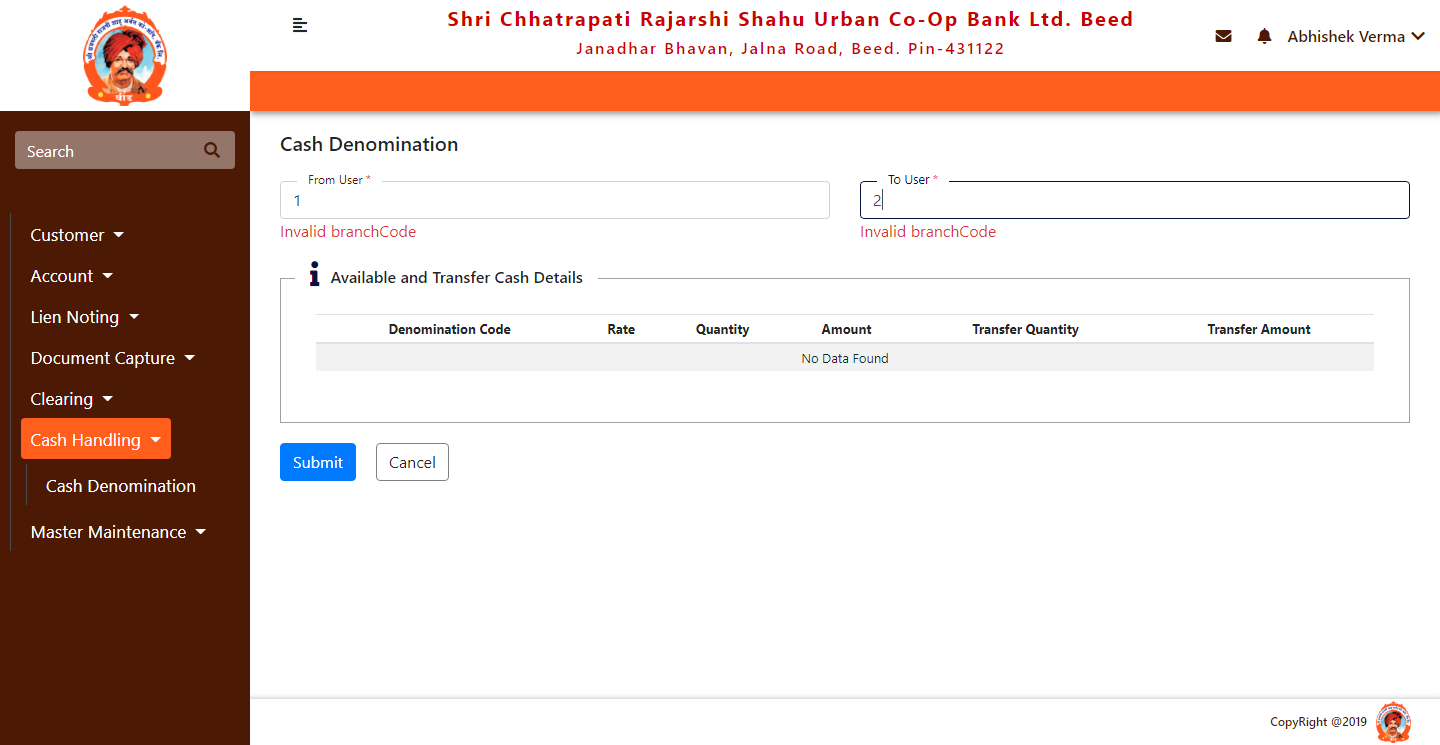 Shri Chhatrapati Rajarshi Shahu Urban Co-Op Bank Ltd. Beed
Janadhar Bhavan, Jalna Road, Beed. Pin-431122
Abhishek Verma
बीड
Search
Customer
Account
Lien Noting
Document Capture
Clearing
Cash Handling
Cash Denomination
Master Maintenance
Cash Denomination
From User *
1
Invalid branchCode
To User *
2
Invalid branchCode
Available and Transfer Cash Details
Denomination Code Rate Quantity Amount Transfer Quantity Transfer Amount
No Data Found
Submit Cancel
CopyRight @2019